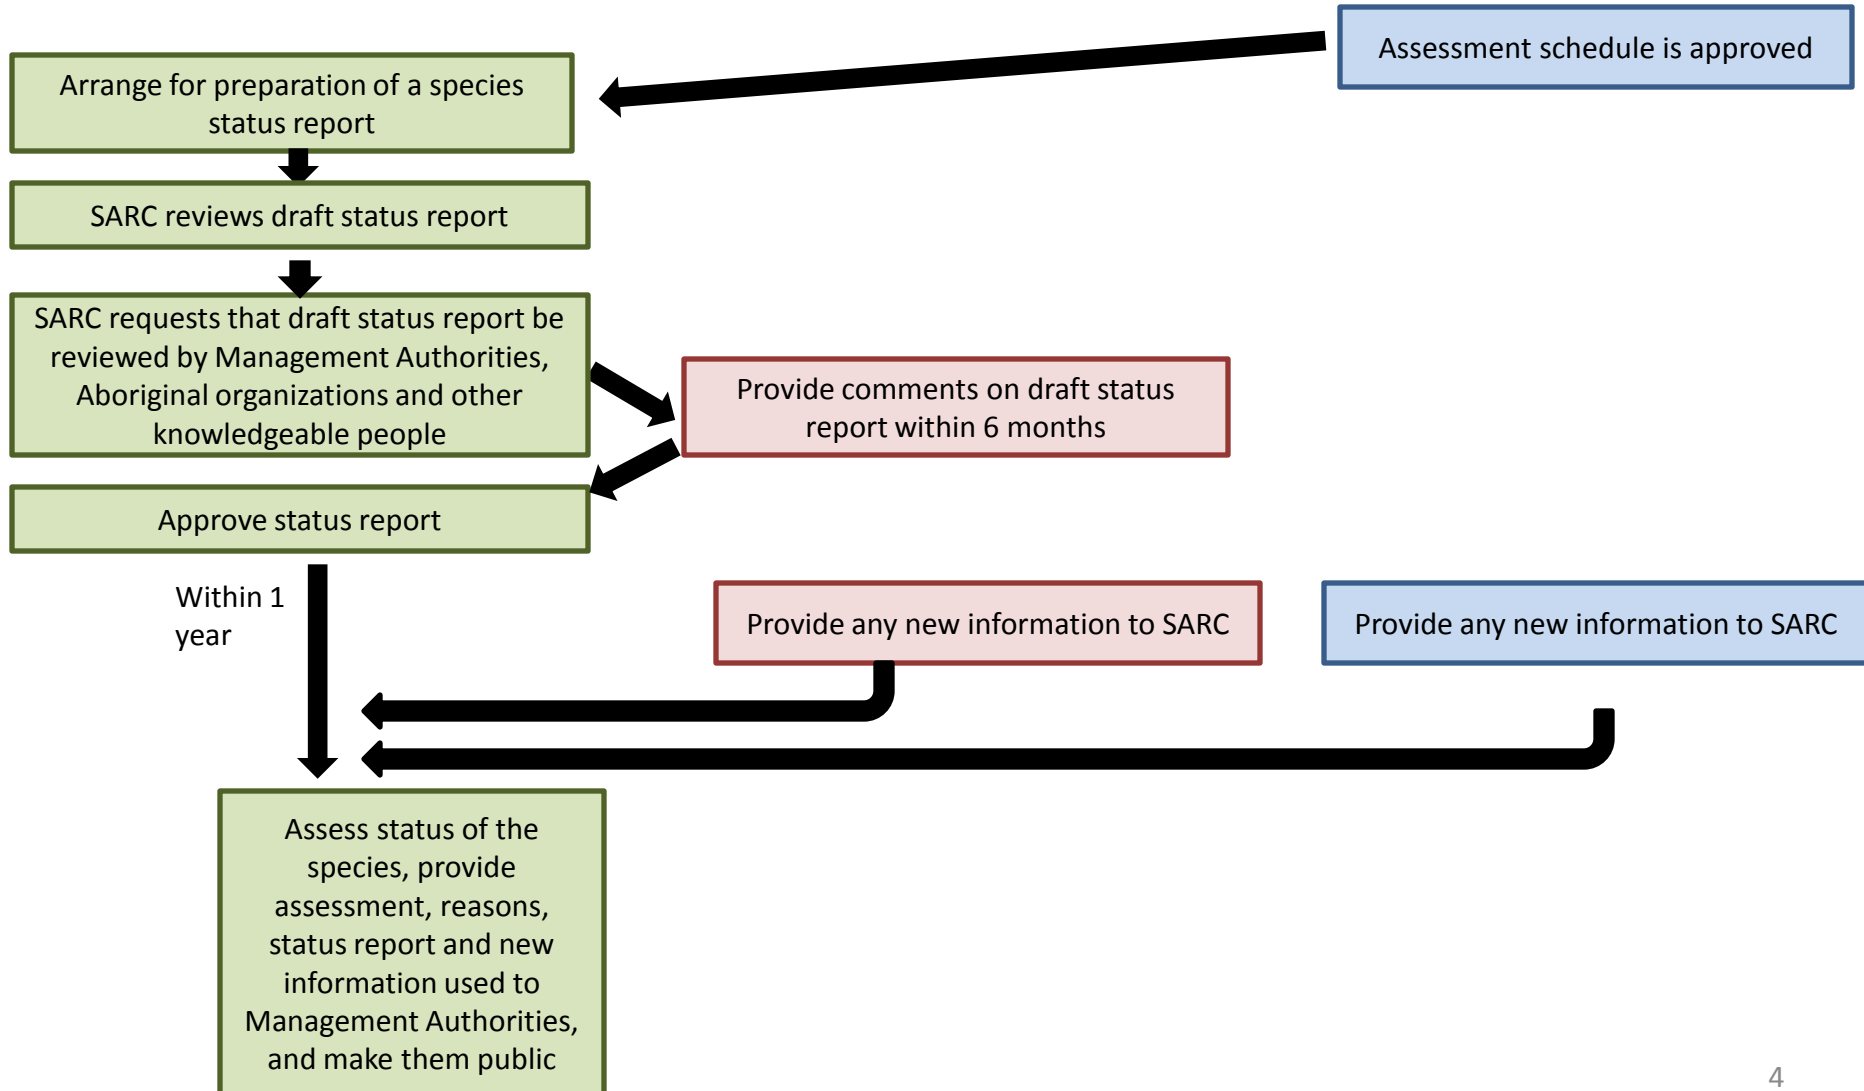 Assessment schedule is approved
Arrange for preparation of a species
status report
SARC reviews draft status report
SARC requests that draft status report be
reviewed by Management Authorities,
Aboriginal organizations and other
knowledgeable people
Provide comments on draft status
report within 6 months
Approve status report
Within 1
year
Provide any new information to SARC
Provide any new information to SARC
Assess status of the
species, provide
assessment, reasons,
status report and new
information used to
Management Authorities,
and make them public
4